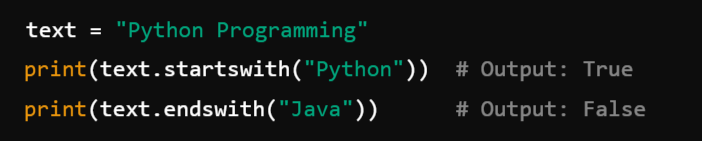 text = "Python Programming"
print(text.startswith("Python"))  # Output: True
print(text.endswith("Java"))      # Output: False